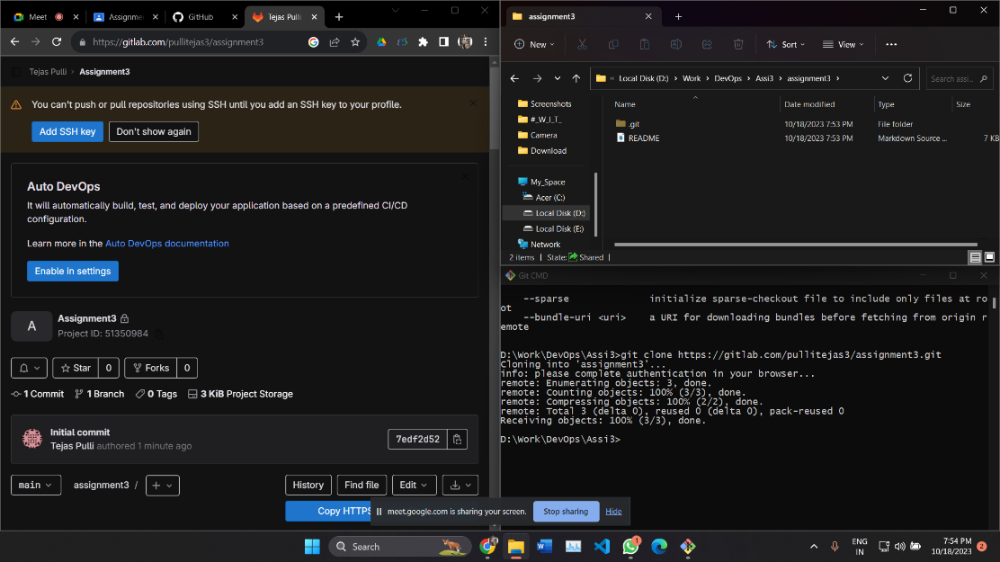 Meet
Assignment
GitHub
Tejas Pulli
https://gitlab.com/pullitejas3/assignment3
Tejas Pulli › Assignment3
You can't push or pull repositories using SSH until you add an SSH key to your profile.
Add SSH key
Don't show again
Auto DevOps
It will automatically build, test, and deploy your application based on a predefined CI/CD
configuration.
Learn more in the Auto DevOps documentation
Enable in settings
A
Assignment3
Project ID: 51350984
Star 0
Forks 0
1 Commit 1 Branch 0 Tags 3 KiB Project Storage
Initial commit
Tejas Pulli authored 1 minute ago
7edf2d52
main
assignment3 /
History
Find file
Edit
Copy HTTPS
assignment3
New
Sort
View
« Local Disk (D:) › Work › DevOps › Assi3 › assignment3 ›
Search assi...
Screenshots
#_W_I_T_
Camera
Download
My_Space
Acer (C:)
Local Disk (D:)
Local Disk (E:)
Network
Name Date modified Type Size
.git 10/18/2023 7:53 PM File folder
README 10/18/2023 7:53 PM Markdown Source ... 7 KB
2 items State: Shared
Git CMD
--sparse initialize sparse-checkout file to include only files at ro
ot
--bundle-uri <uri> a URI for downloading bundles before fetching from origin r
emote
D:\Work\DevOps\Assi3>git clone https://gitlab.com/pullitejas3/assignment3.git
Cloning into 'assignment3'...
info: please complete authentication in your browser...
remote: Enumerating objects: 3, done.
remote: Counting objects: 100% (3/3), done.
remote: Compressing objects: 100% (2/2), done.
remote: Total 3 (delta 0), reused 0 (delta 0), pack-reused 0
Receiving objects: 100% (3/3), done.
D:\Work\DevOps\Assi3>
meet.google.com is sharing your screen.
Stop sharing
Hide
Search
1
ENG
IN
7:54 PM
10/18/2023
2